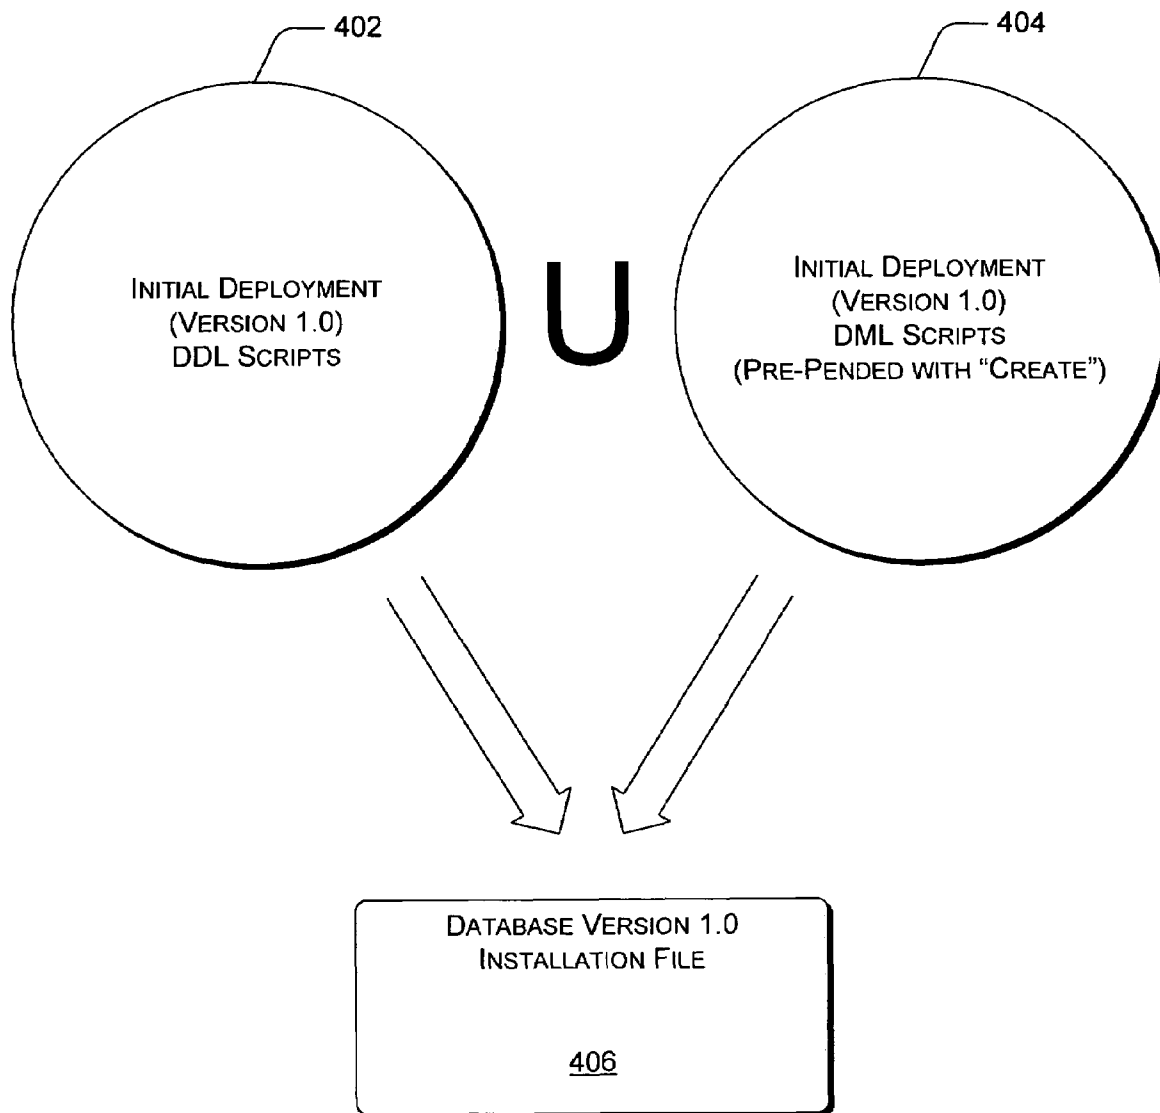 402
404
INITIAL DEPLOYMENT
(VERSION 1.0)
DDL SCRIPTS
U
INITIAL DEPLOYMENT
(VERSION 1.0)
DML SCRIPTS
(PRE-PENDED WITH “CREATE”)
DATABASE VERSION 1.0
INSTALLATION FILE
406